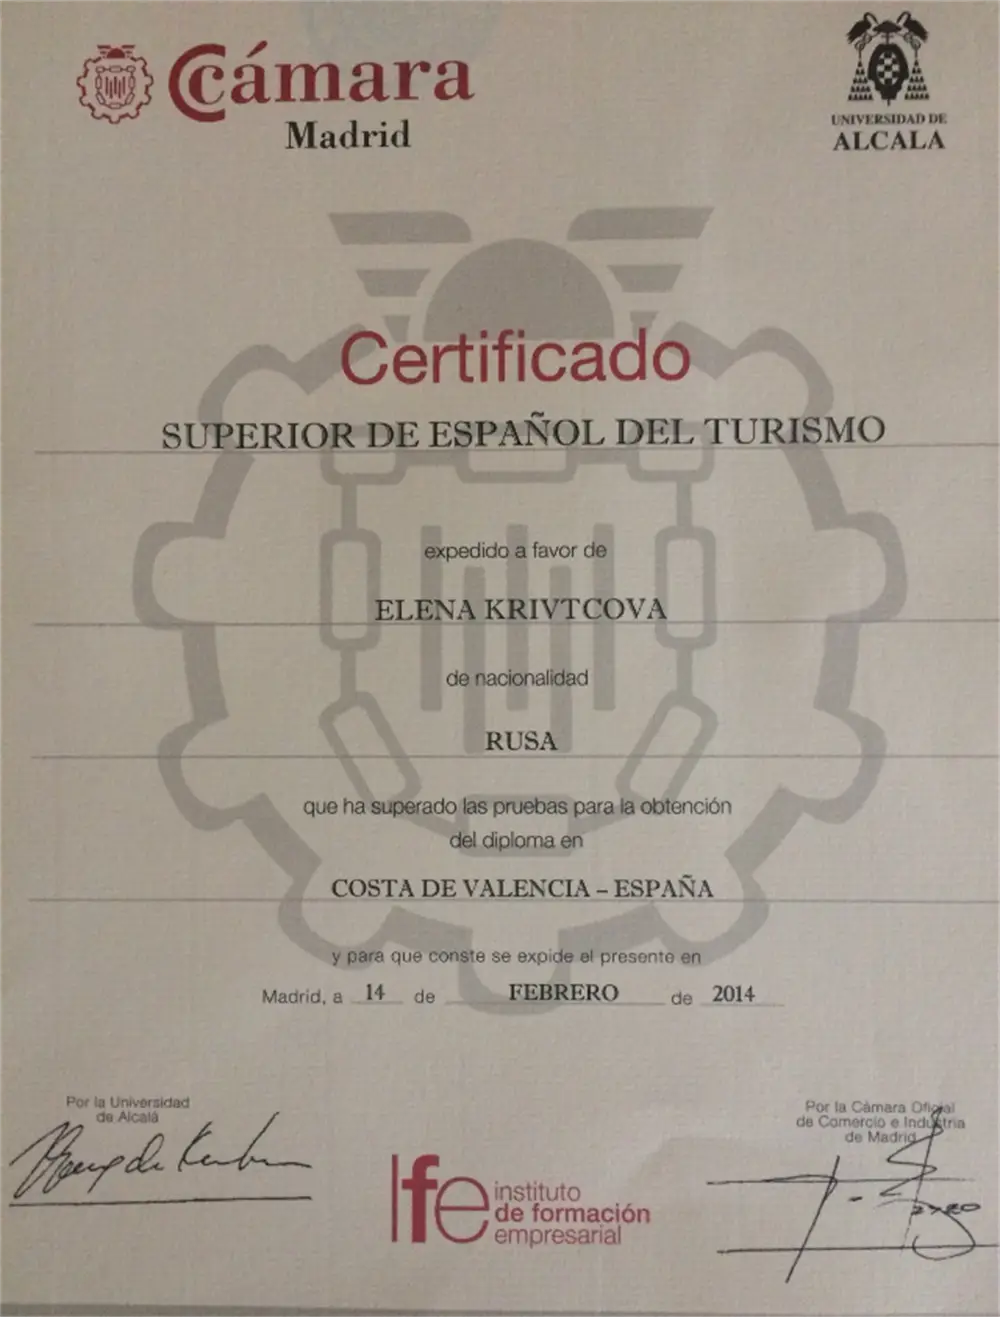 cámara
Madrid
UNIVERSIDAD DE
ALCALA
Certificado
SUPERIOR DE ESPAÑOL DEL TURISMO
expedido a favor de
ELENA KRIVTCOVA
de nacionalidad
RUSA
que ha superado las pruebas para la obtención
del diploma en
COSTA DE VALENCIA – ESPAÑA
y para que conste se expide el presente en
Madrid, a 14 de FEBRERO de 2014
Por la Universidad
de Alcalá
Por la Cámara Oficial
de Comercio e Industria
de Madrid
ife
instituto
de formación
empresarial